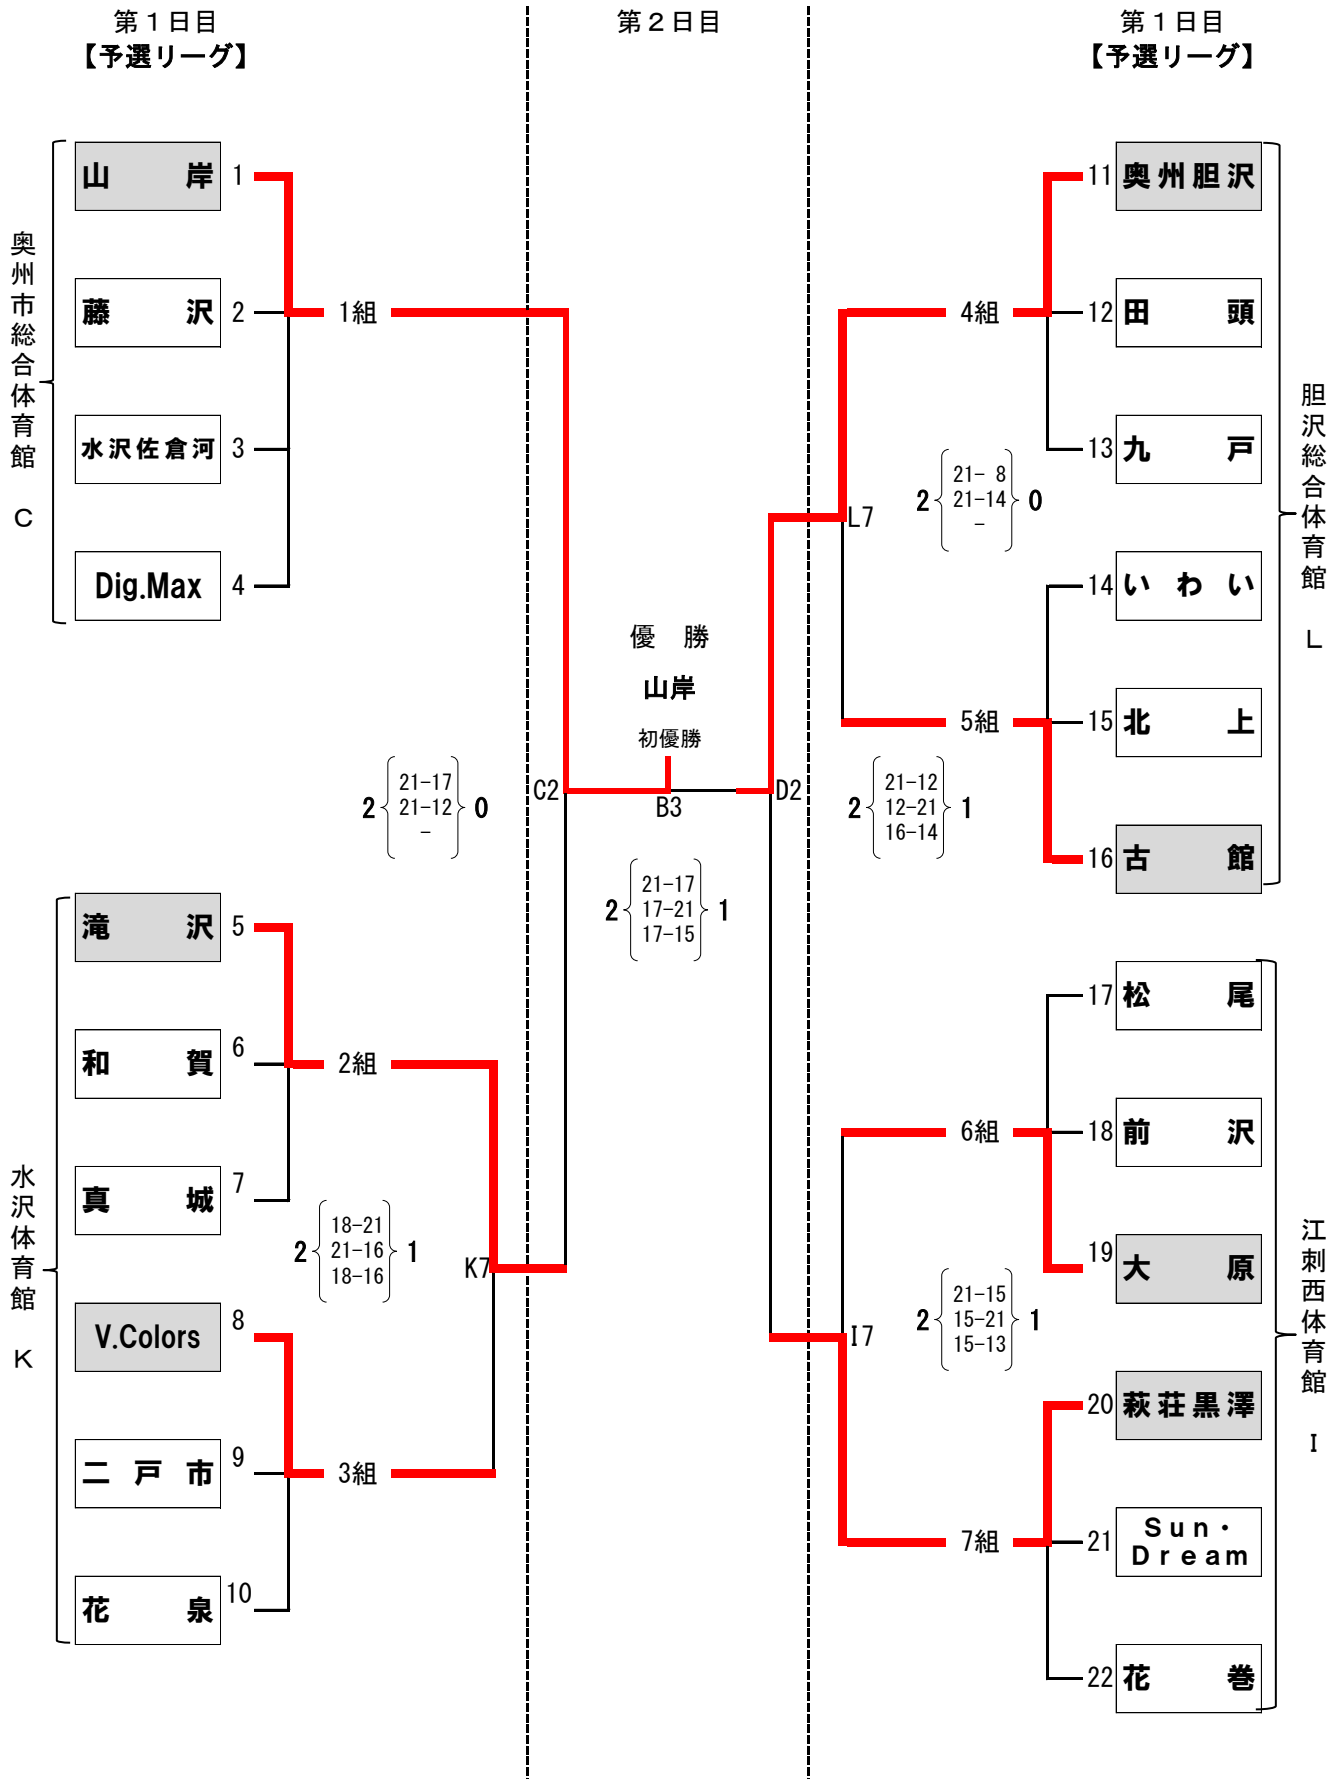 第１日目
【予選リーグ】
第２日目
第１日目
【予選リーグ】
奥州市総合体育館　C
山岸 1
藤沢 2
1組
水沢佐倉河 3
Dig.Max 4
水沢体育館　K
滝沢 5
和賀 6
2組
真城 7
V.Colors 8
二戸市 9
3組
花泉 10
2 18-21 1
21-16
18-16
K7
2 21-17 0
21-12
-
C2
優　勝
山岸
初優勝
B3
2 21-17 1
17-21
17-15
D2
2 21-12 1
12-21
16-14
L7
2 21- 8 0
21-14
-
I7
2 21-15 1
15-21
15-13
11 奥州胆沢
4組
12 田頭
13 九戸
14 いわい
5組
15 北上
16 古館
胆沢総合体育館　L
17 松尾
6組
18 前沢
19 大原
20 萩荘黒澤
7組
21 Sun・
Dream
22 花巻
江刺西体育館　I